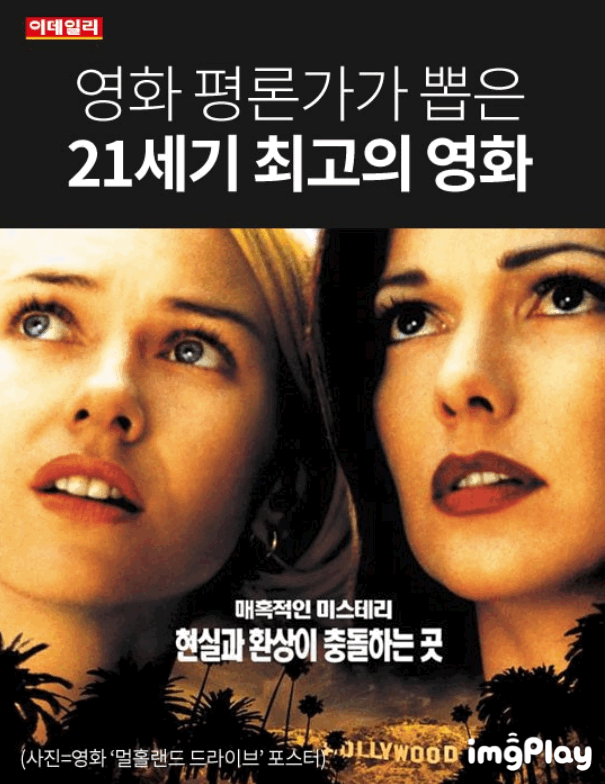 이데일리
영화 평론가가 뽑은
21세기 최고의 영화
매혹적인 미스테리
현실과 환상이 충돌하는 곳
HOLLYWOOD
(사진=영화 ‘멀홀랜드 드라이브’ 포스터)
imgPlay